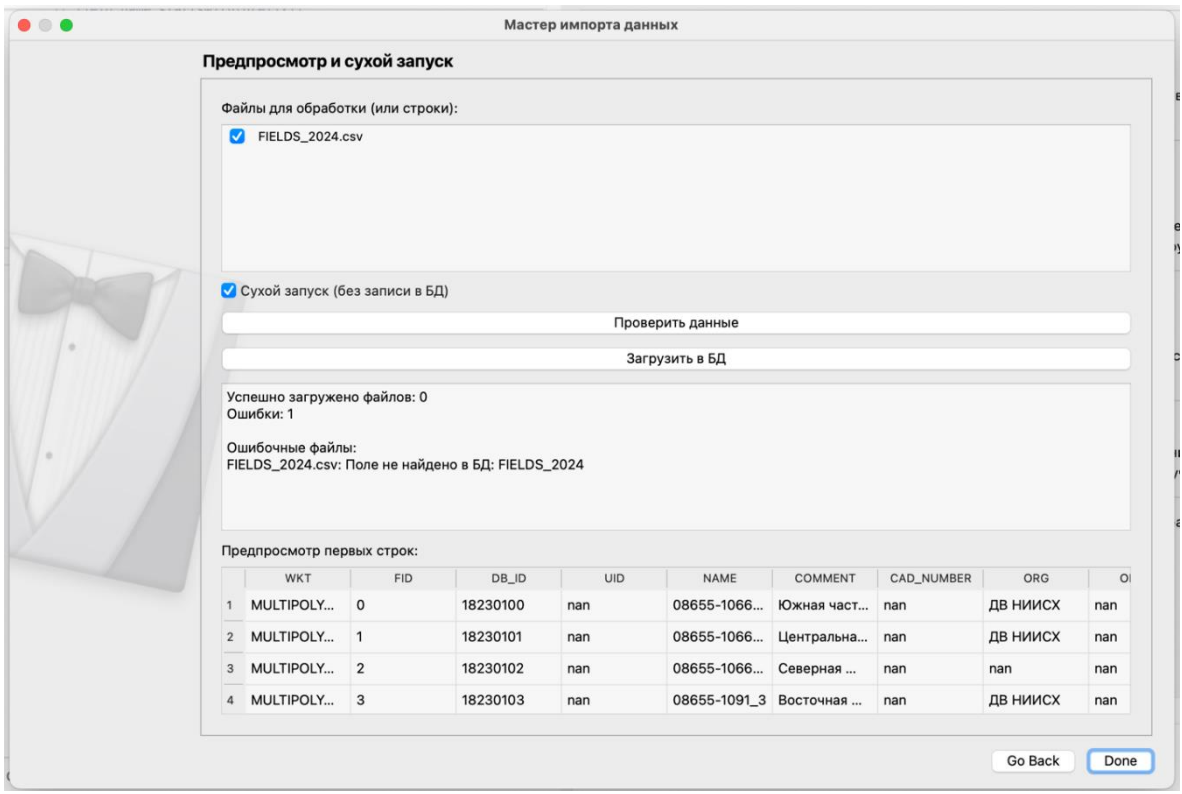 Мастер импорта данных
Предпросмотр и сухой запуск
Файлы для обработки (или строки):
FIELDS_2024.csv
Сухой запуск (без записи в БД)
Проверить данные
Загрузить в БД
Успешно загружено файлов: 0
Ошибки: 1
Ошибочные файлы:
FIELDS_2024.csv: Поле не найдено в БД: FIELDS_2024
Предпросмотр первых строк:
WKT FID DB_ID UID NAME COMMENT CAD_NUMBER ORG
1 MULTIPOLY... 0 18230100 nan 08655-1066... Южная част... nan ДВ НИИСХ nan
2 MULTIPOLY... 1 18230101 nan 08655-1066... Центральна... nan ДВ НИИСХ nan
3 MULTIPOLY... 2 18230102 nan 08655-1066... Северная ... nan nan nan
4 MULTIPOLY... 3 18230103 nan 08655-1091_3 Восточная ... nan ДВ НИИСХ nan
Go Back Done